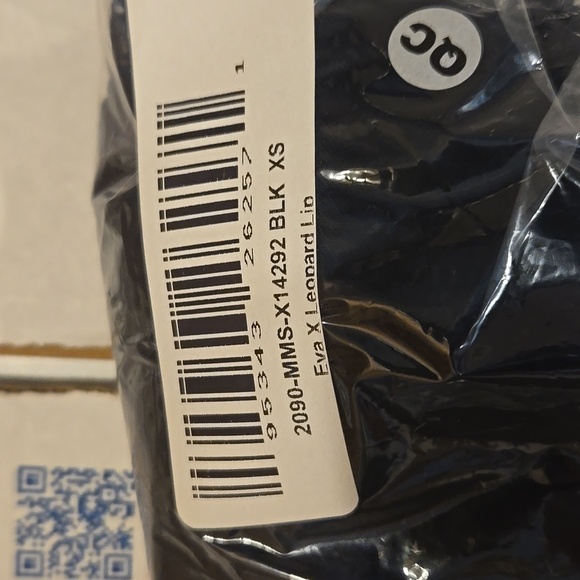 QC
95343 26257 1
2090-MMS-X14292 BLK XS
Eva X Leopard Lip